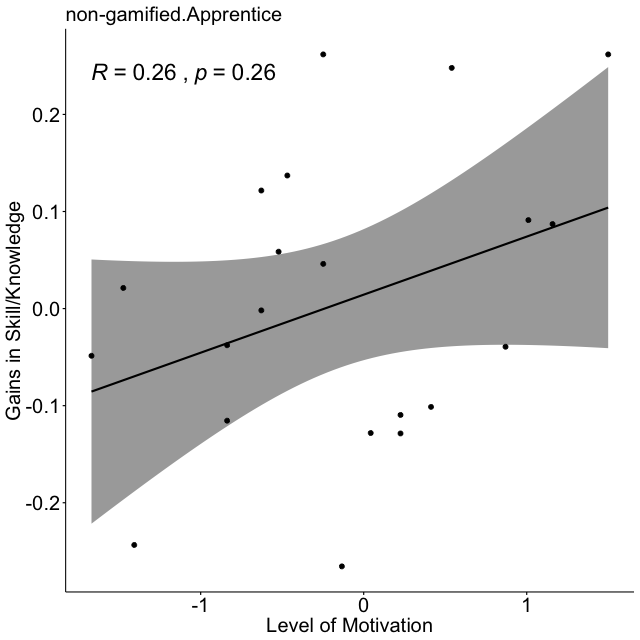 non-gamified.Apprentice
R = 0.26 , p = 0.26
Gains in Skill/Knowledge
0.2
0.1
0.0
-0.1
-0.2
-1
0
1
Level of Motivation